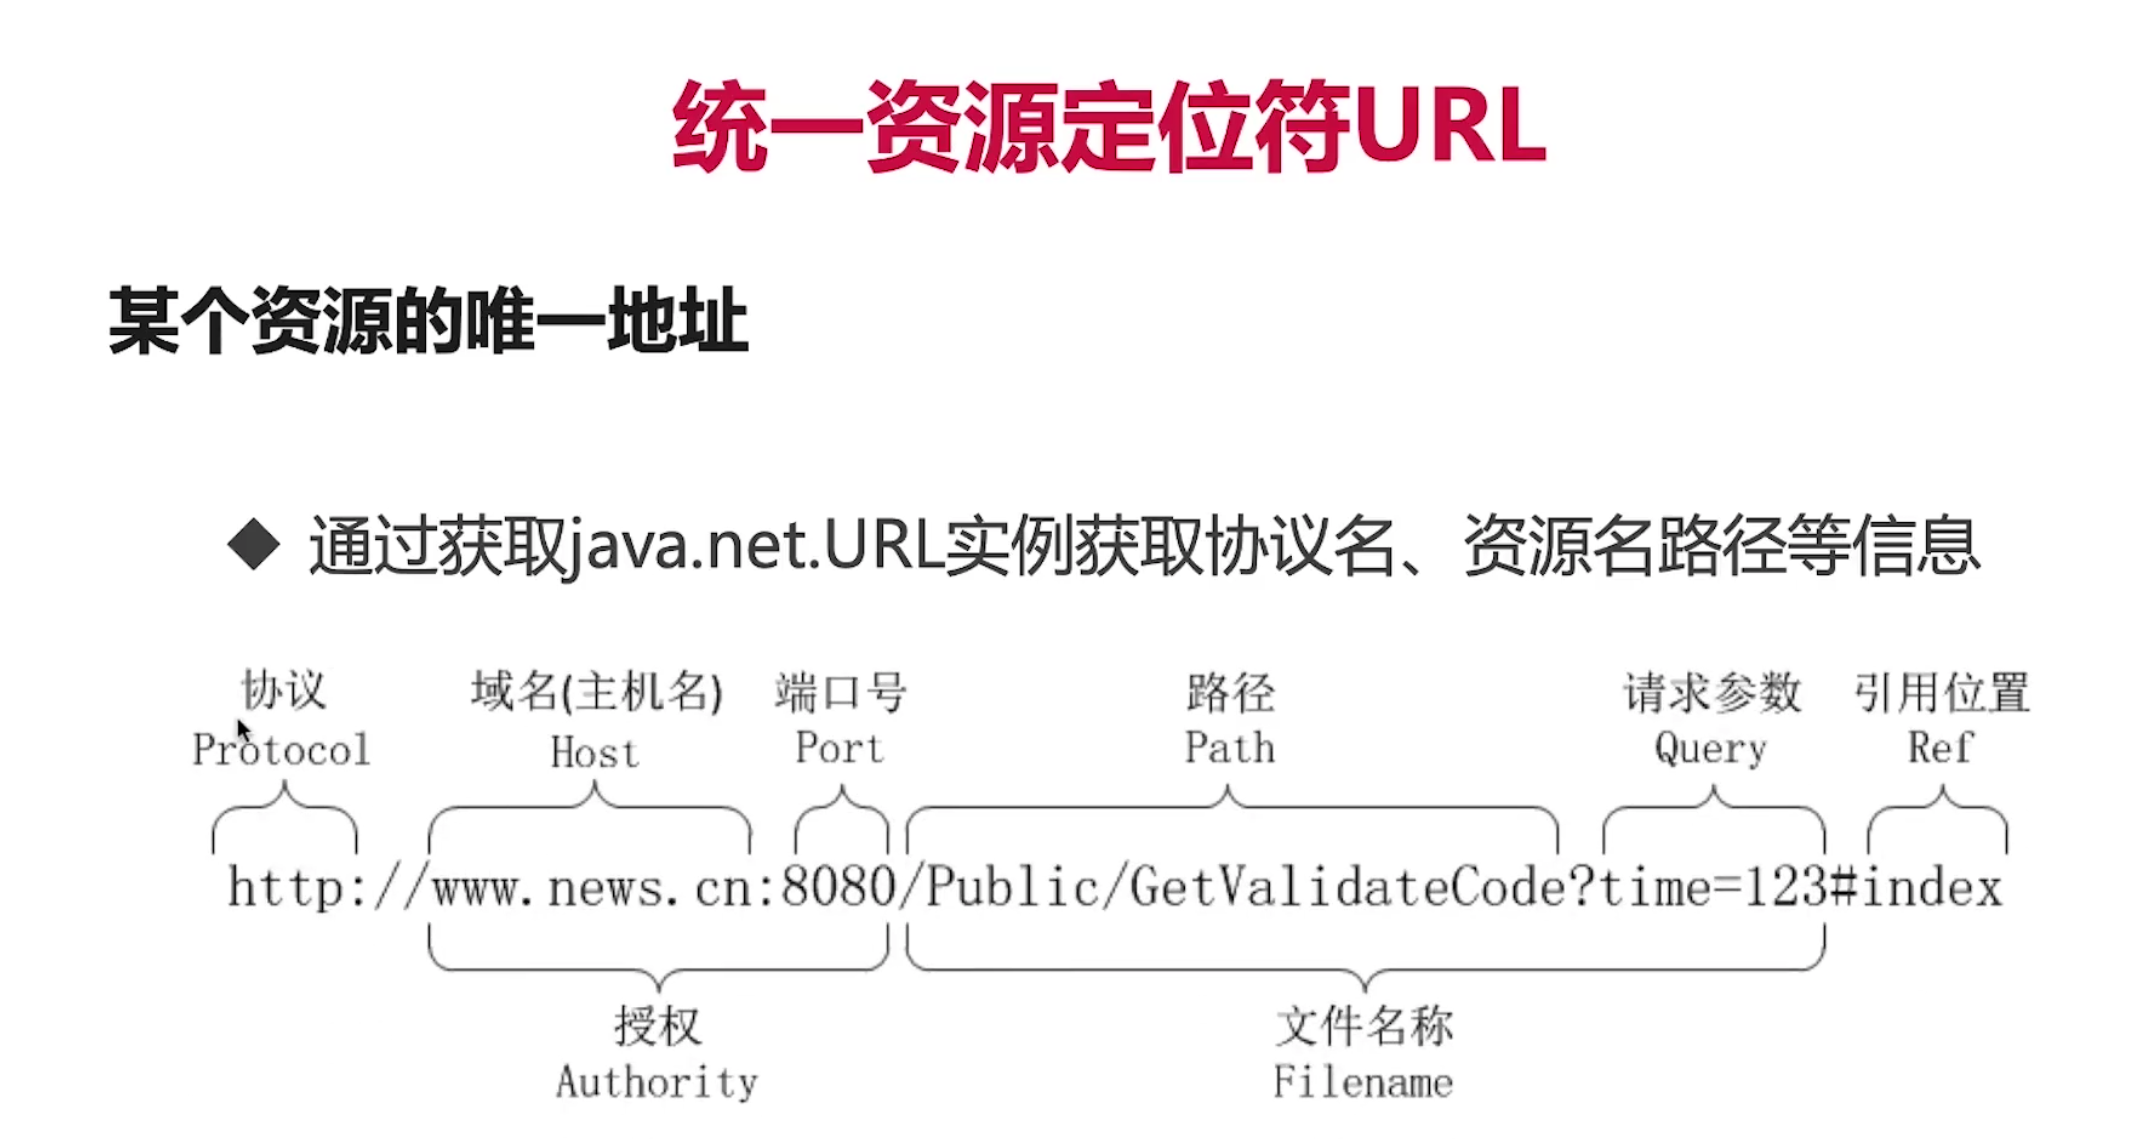 统一资源定位符URL
某个资源的唯一地址
通过获取java.net.URL实例获取协议名、资源名路径等信息
协议 域名(主机名) 端口号 路径 请求参数 引用位置
Protocol Host Port Path Query Ref
http://www.news.cn:8080/Public/GetValidateCode?time=123#index
授权 文件名称
Authority Filename